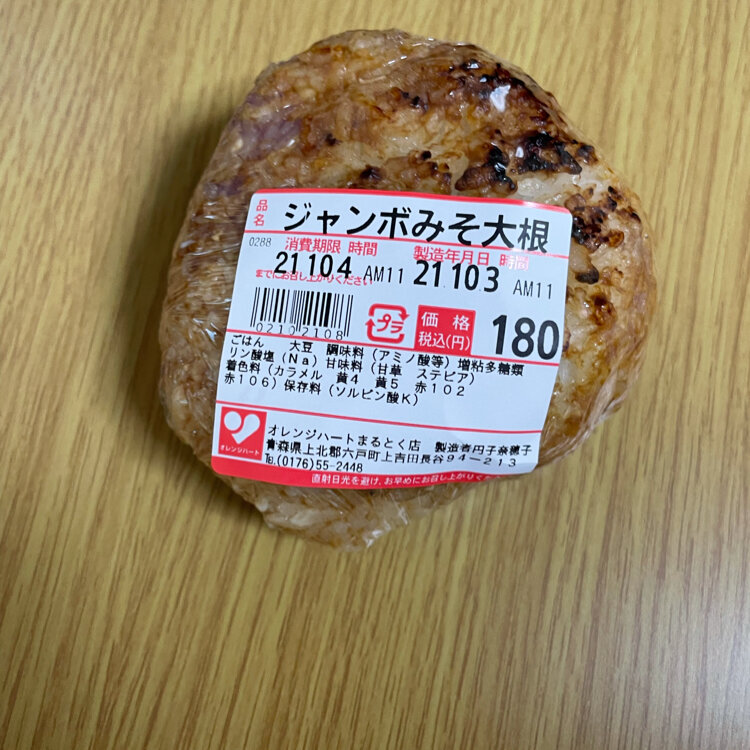 品名 ジャンボみそ大根
0288 消費期限 時間 製造年月日 時間
21 10 4 AM11 21 10 3 AM11
までにお召し上がりください
02102108
プラ
価格 税込(円) 180
ごはん 大豆 調味料(アミノ酸等)増粘多糖類
リン酸塩(Na)甘味料(甘草 ステビア)
着色料(カラメル 黄4 黄5 赤102
赤106)保存料(ソルビン酸K)
オレンジハート
オレンジハートまるとく店 製造者円子奈穂子
青森県上北郡六戸町上吉田長谷94-213
TEL(0176)55-2448
直射日光を避け、お早めにお召し上がりくだ